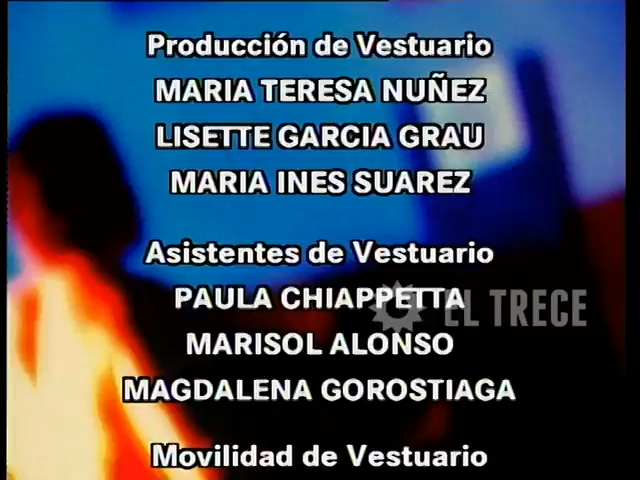 Producción de Vestuario
MARIA TERESA NUÑEZ
LISETTE GARCIA GRAU
MARIA INES SUAREZ
Asistentes de Vestuario
PAULA CHIAPPETTA
EL TRECE
MARISOL ALONSO
MAGDALENA GOROSTIAGA
Movilidad de Vestuario